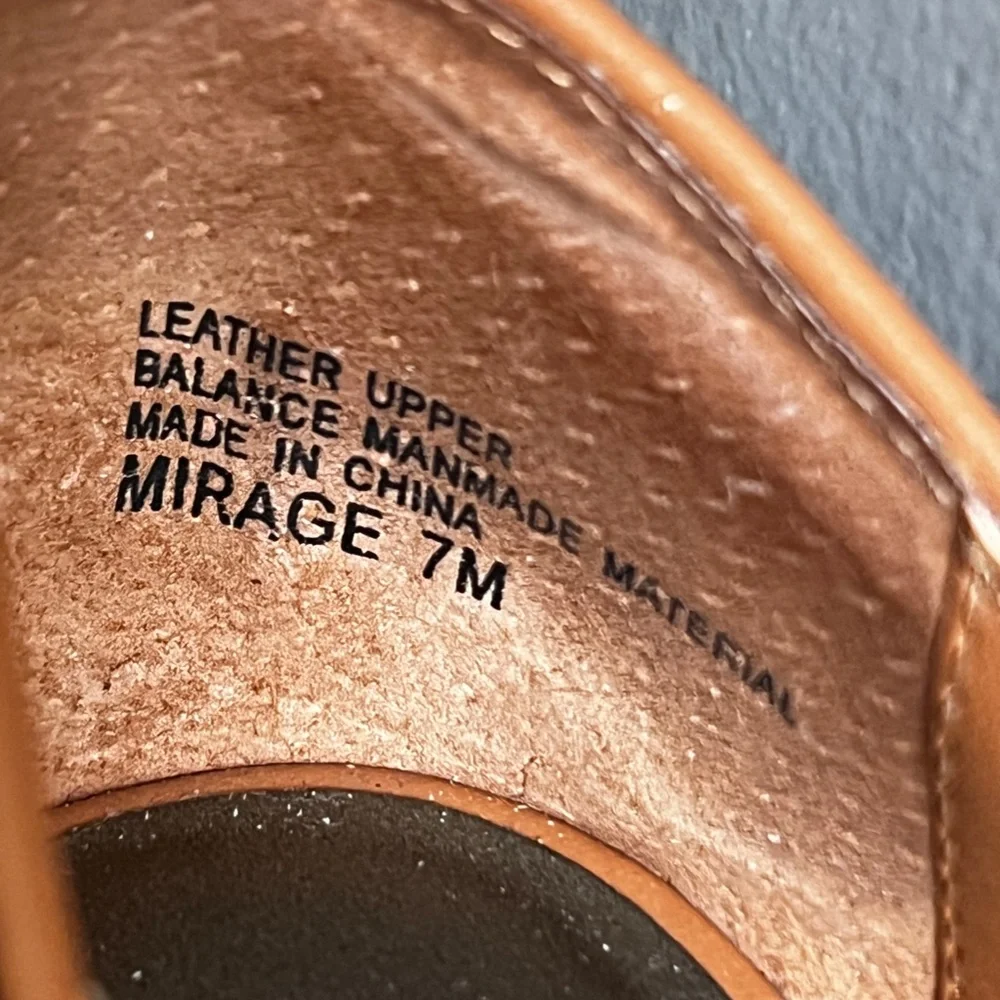 LEATHER UPPER
BALANCE MANMADE MATERIAL
MADE IN CHINA
MIRAGE 7M